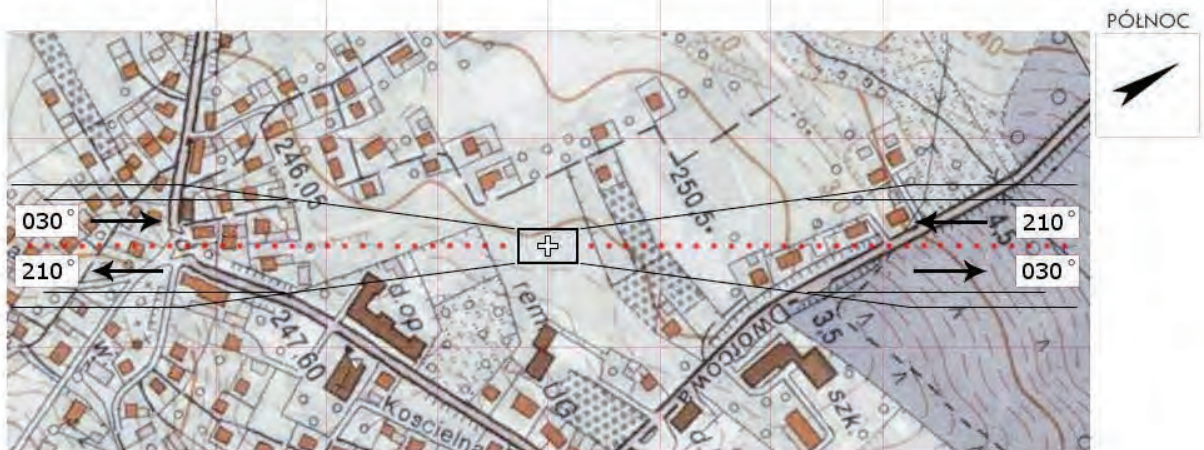 PÓŁNOC
240
246,05
250,5
030°
210°
210°
030°
4,5
247,60
d.op.
rem.
Dworcowa
3,5
w.
UG
szk.
Kościelna
d.